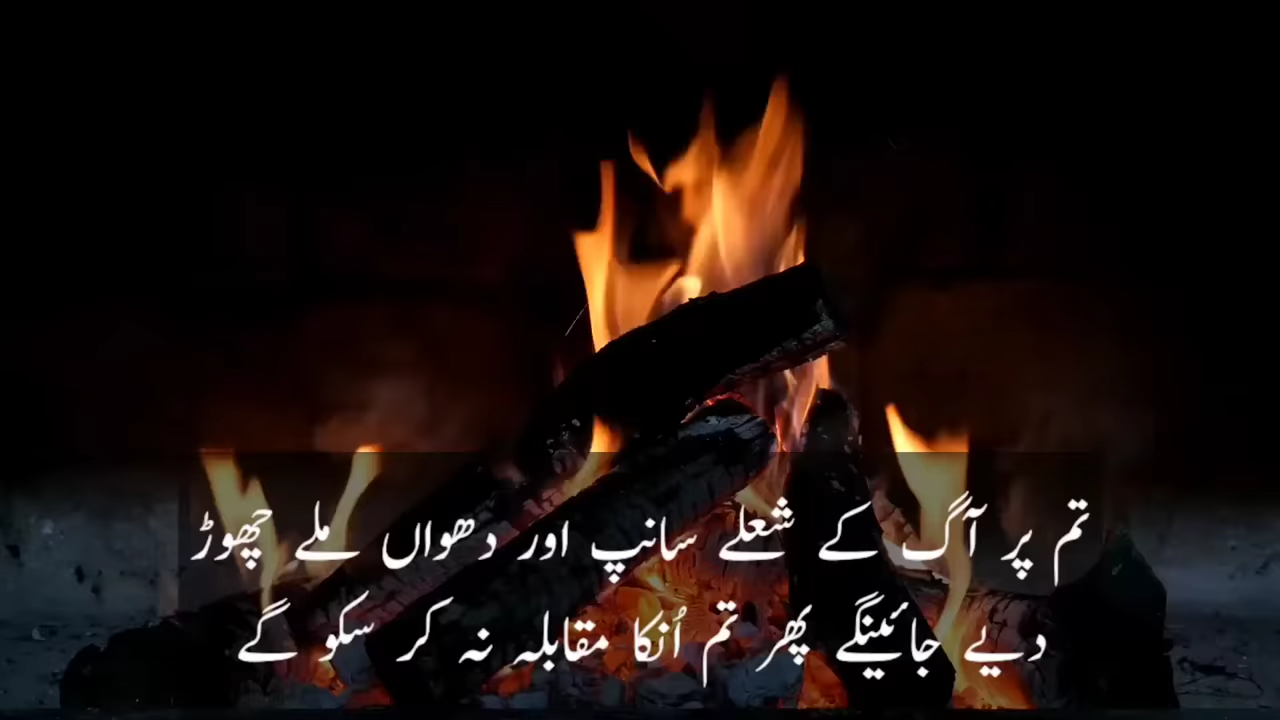 تم پر آگ کے شعلے سانپ اور دھواں ملے چھوڑ
دیے جائینگے پھر تم اُنکا مقابلہ نہ کر سکو گے